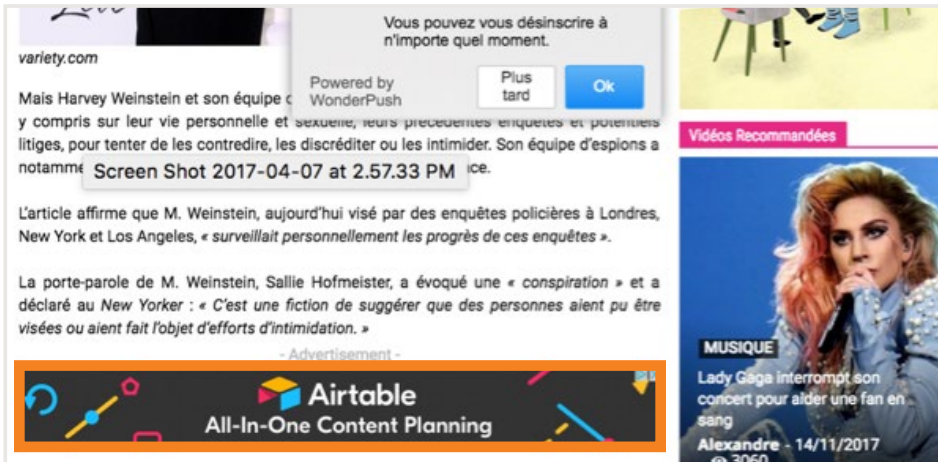 Love
Vous pouvez vous désinscrire à
n'importe quel moment.
Powered by
WonderPush
Plus
tard
Ok
variety.com
Mais Harvey Weinstein et son équipe
y compris sur leur vie personnelle et sexuelle, leurs précédentes enquêtes et potentiels
litiges, pour tenter de les contredire, les discréditer ou les intimider. Son équipe d'espions a
Screen Shot 2017-04-07 at 2.57.33 PM
L'article affirme que M. Weinstein, aujourd'hui visé par des enquêtes policières à Londres,
New York et Los Angeles, « surveillait personnellement les progrès de ces enquêtes ».
La porte-parole de M. Weinstein, Sallie Hofmeister, a évoqué une « conspiration » et a
déclaré au New Yorker : « C'est une fiction de suggérer que des personnes aient pu être
visées ou aient fait l'objet d'efforts d'intimidation. »
- Advertisement -
Airtable
All-In-One Content Planning
Vidéos Recommandées
MUSIQUE
Lady Gaga interrompt son
concert pour aider une fan en
sang
Alexandre - 14/11/2017
3060